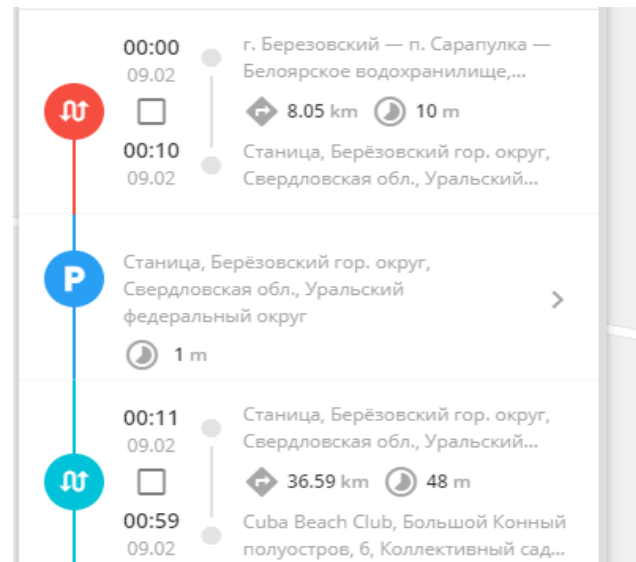 00:00
09.02
г. Березовский — п. Сарапулка —
Белоярское водохранилище,...
8.05 km 10 m
00:10
09.02
Станица, Берёзовский гор. округ,
Свердловская обл., Уральский...
P
Станица, Берёзовский гор. округ,
Свердловская обл., Уральский
федеральный округ
1 m
00:11
09.02
Станица, Берёзовский гор. округ,
Свердловская обл., Уральский...
36.59 km 48 m
00:59
09.02
Cuba Beach Club, Большой Конный
полуостров, 6, Коллективный сад...